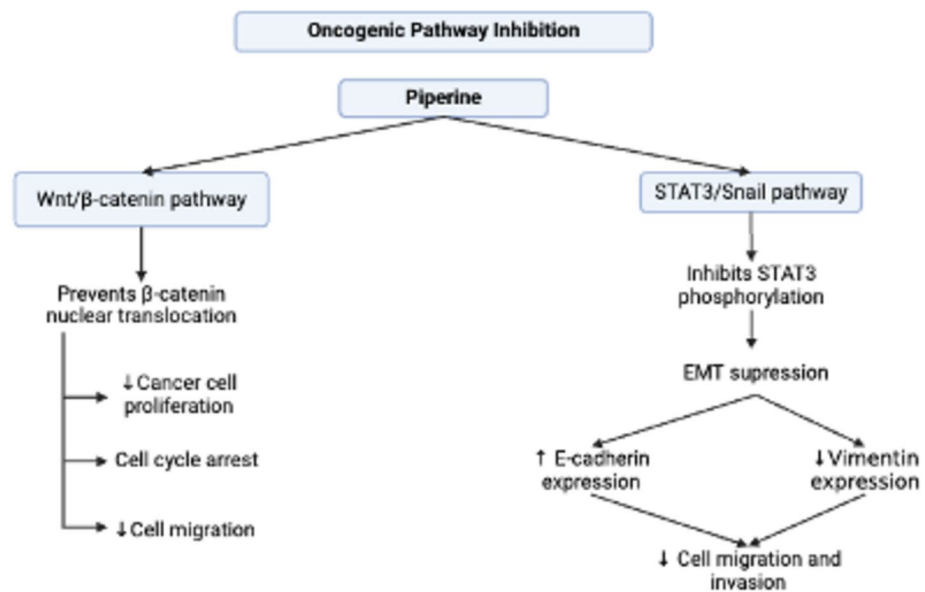 Oncogenic Pathway Inhibition
Piperine
Wnt/β-catenin pathway
Prevents β-catenin
nuclear translocation
↓Cancer cell
proliferation
Cell cycle arrest
↓Cell migration
STAT3/Snail pathway
Inhibits STAT3
phosphorylation
EMT supression
↑ E-cadherin
expression
↓Vimentin
expression
↓ Cell migration and
invasion